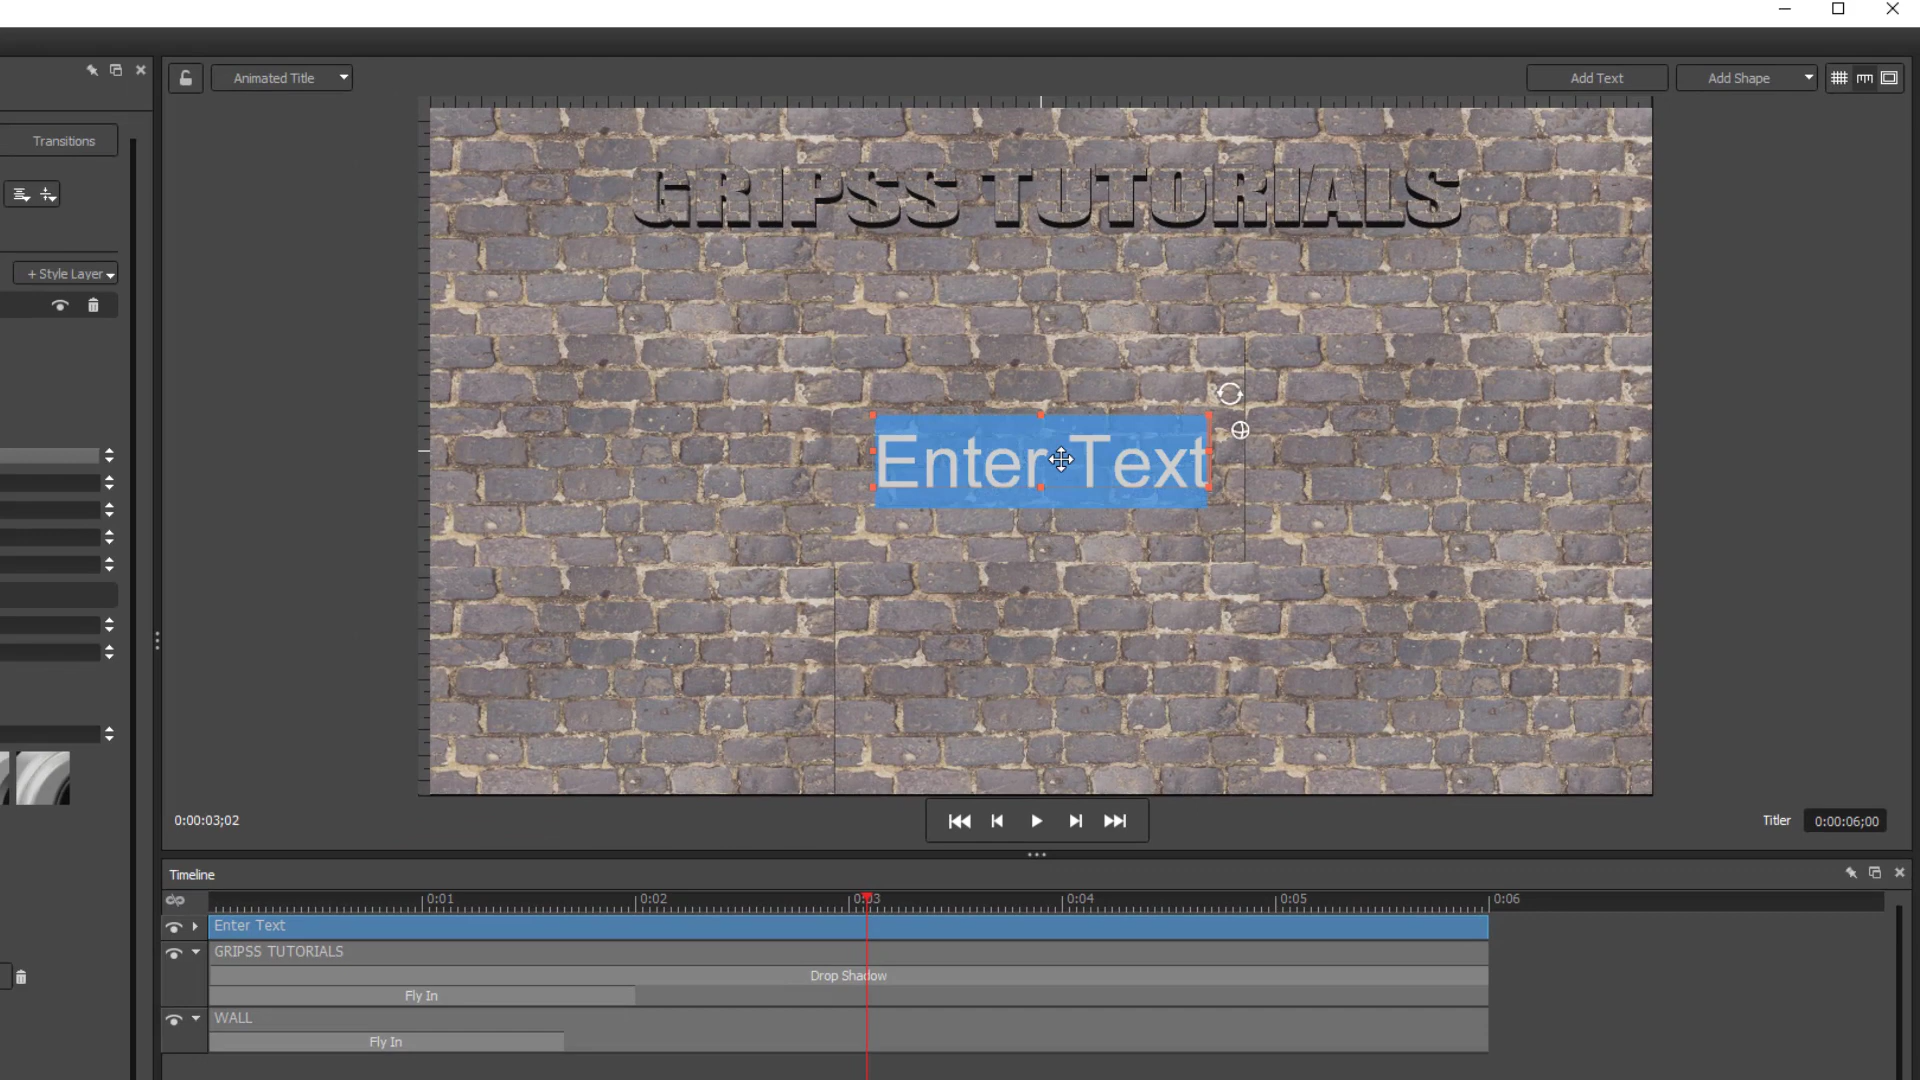 Animated Title
Add Text
Add Shape
Transitions
+ Style Layer
GRIPSS TUTORIALS
Enter Text
0:00:03;02
Titler
0:00:06;00
Timeline
0:01
0:02
0:03
0:04
0:05
0:06
Enter Text
GRIPSS TUTORIALS
Drop Shadow
Fly In
WALL
Fly In